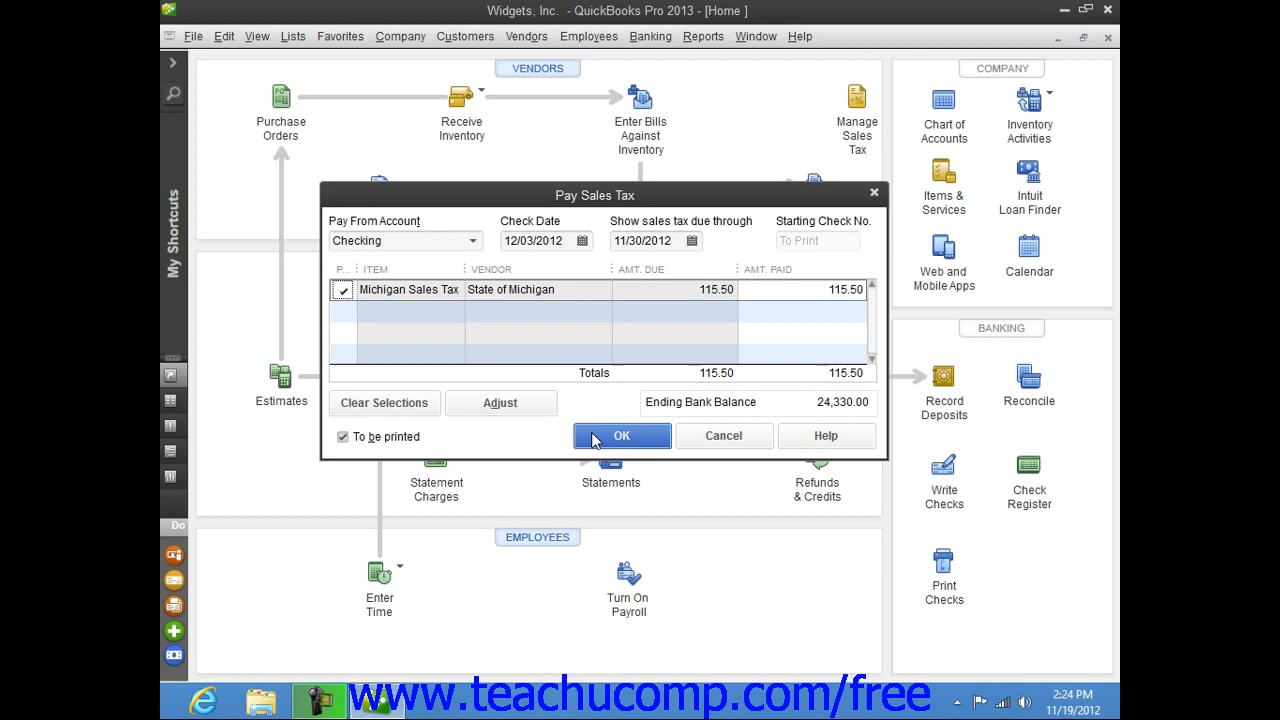 Widgets, Inc. - QuickBooks Pro 2013 - [Home ]
File Edit View Lists Favorites Company Customers Vendors Employees Banking Reports Window Help
My Shortcuts
Do
VENDORS
Purchase
Orders
Receive
Inventory
Enter Bills
Against
Inventory
Manage
Sales
Tax
COMPANY
Chart of
Accounts
Inventory
Activities
Items &
Services
Intuit
Loan Finder
Web and
Mobile Apps
Calendar
Pay Sales Tax
Pay From Account Check Date Show sales tax due through Starting Check No.
Checking 12/03/2012 11/30/2012 To Print
P... ITEM VENDOR AMT. DUE AMT. PAID
Michigan Sales Tax State of Michigan 115.50 115.50
Totals 115.50 115.50
Clear Selections Adjust Ending Bank Balance 24,330.00
To be printed OK Cancel Help
Estimates
Statement
Charges
Statements
Refunds
& Credits
BANKING
Record
Deposits
Reconcile
Write
Checks
Check
Register
Print
Checks
EMPLOYEES
Enter
Time
Turn On
Payroll
www.teachucomp.com/free
2:24 PM
11/19/2012